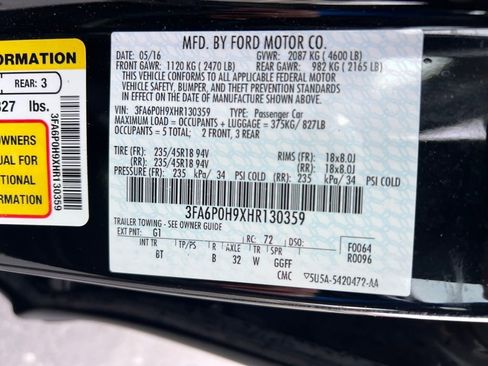 FORMATION
REAR: 3
827 lbs.
OWNERS
UAL FOR
TIONAL
RMATION
3FA6P0H9XHR130359
MFD. BY FORD MOTOR CO.
05/16 GVWR: 2087 KG ( 4600 LB)
FRONT GAWR: 1120 KG ( 2470 LB) REAR GAWR: 982 KG ( 2165 LB)
THIS VEHICLE CONFORMS TO ALL APPLICABLE FEDERAL MOTOR
VEHICLE SAFETY, BUMPER, AND THEFT PREVENTION STANDARDS
IN EFFECT ON THE DATE OF MANUFACTURE SHOWN ABOVE.
VIN: 3FA6P0H9XHR130359 TYPE: Passenger Car
MAXIMUM LOAD = OCCUPANTS + LUGGAGE = 375KG / 827LB
OCCUPANTS = 5 TOTAL: 2 FRONT, 3 REAR
TIRE (FR): 235/45R18 94V RIMS (FR): 18x8.0J
(RR): 235/45R18 94V (RR): 18x8.0J
PRESSURE (FR): 235 kPa/ 34 PSI COLD (RR): 235 kPa/ 34 PSI COLD
3FA6P0H9XHR130359
TRAILER TOWING - SEE OWNER GUIDE
EXT PNT: G1 RC: 72 DSO: F0064
R0096
INT TR TP/PS R AXLE TR SPR
BT B 32 W GGFF
CMC 5U5A-5420472-AA